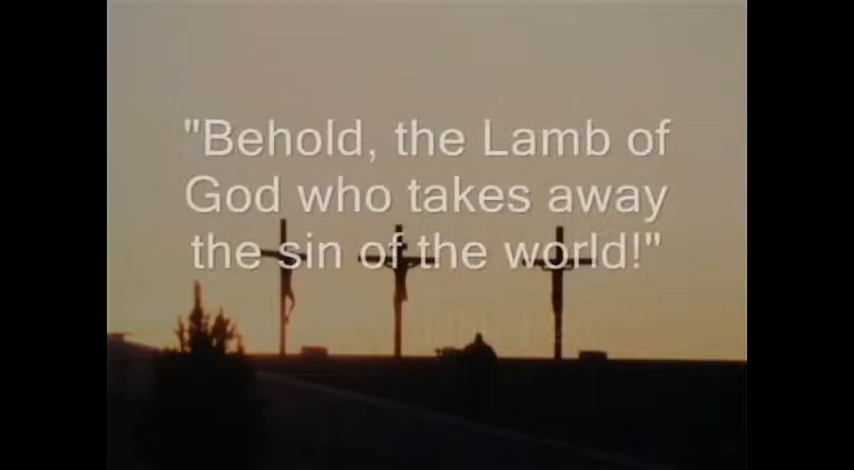 "Behold, the Lamb of
God who takes away
the sin of the world!"